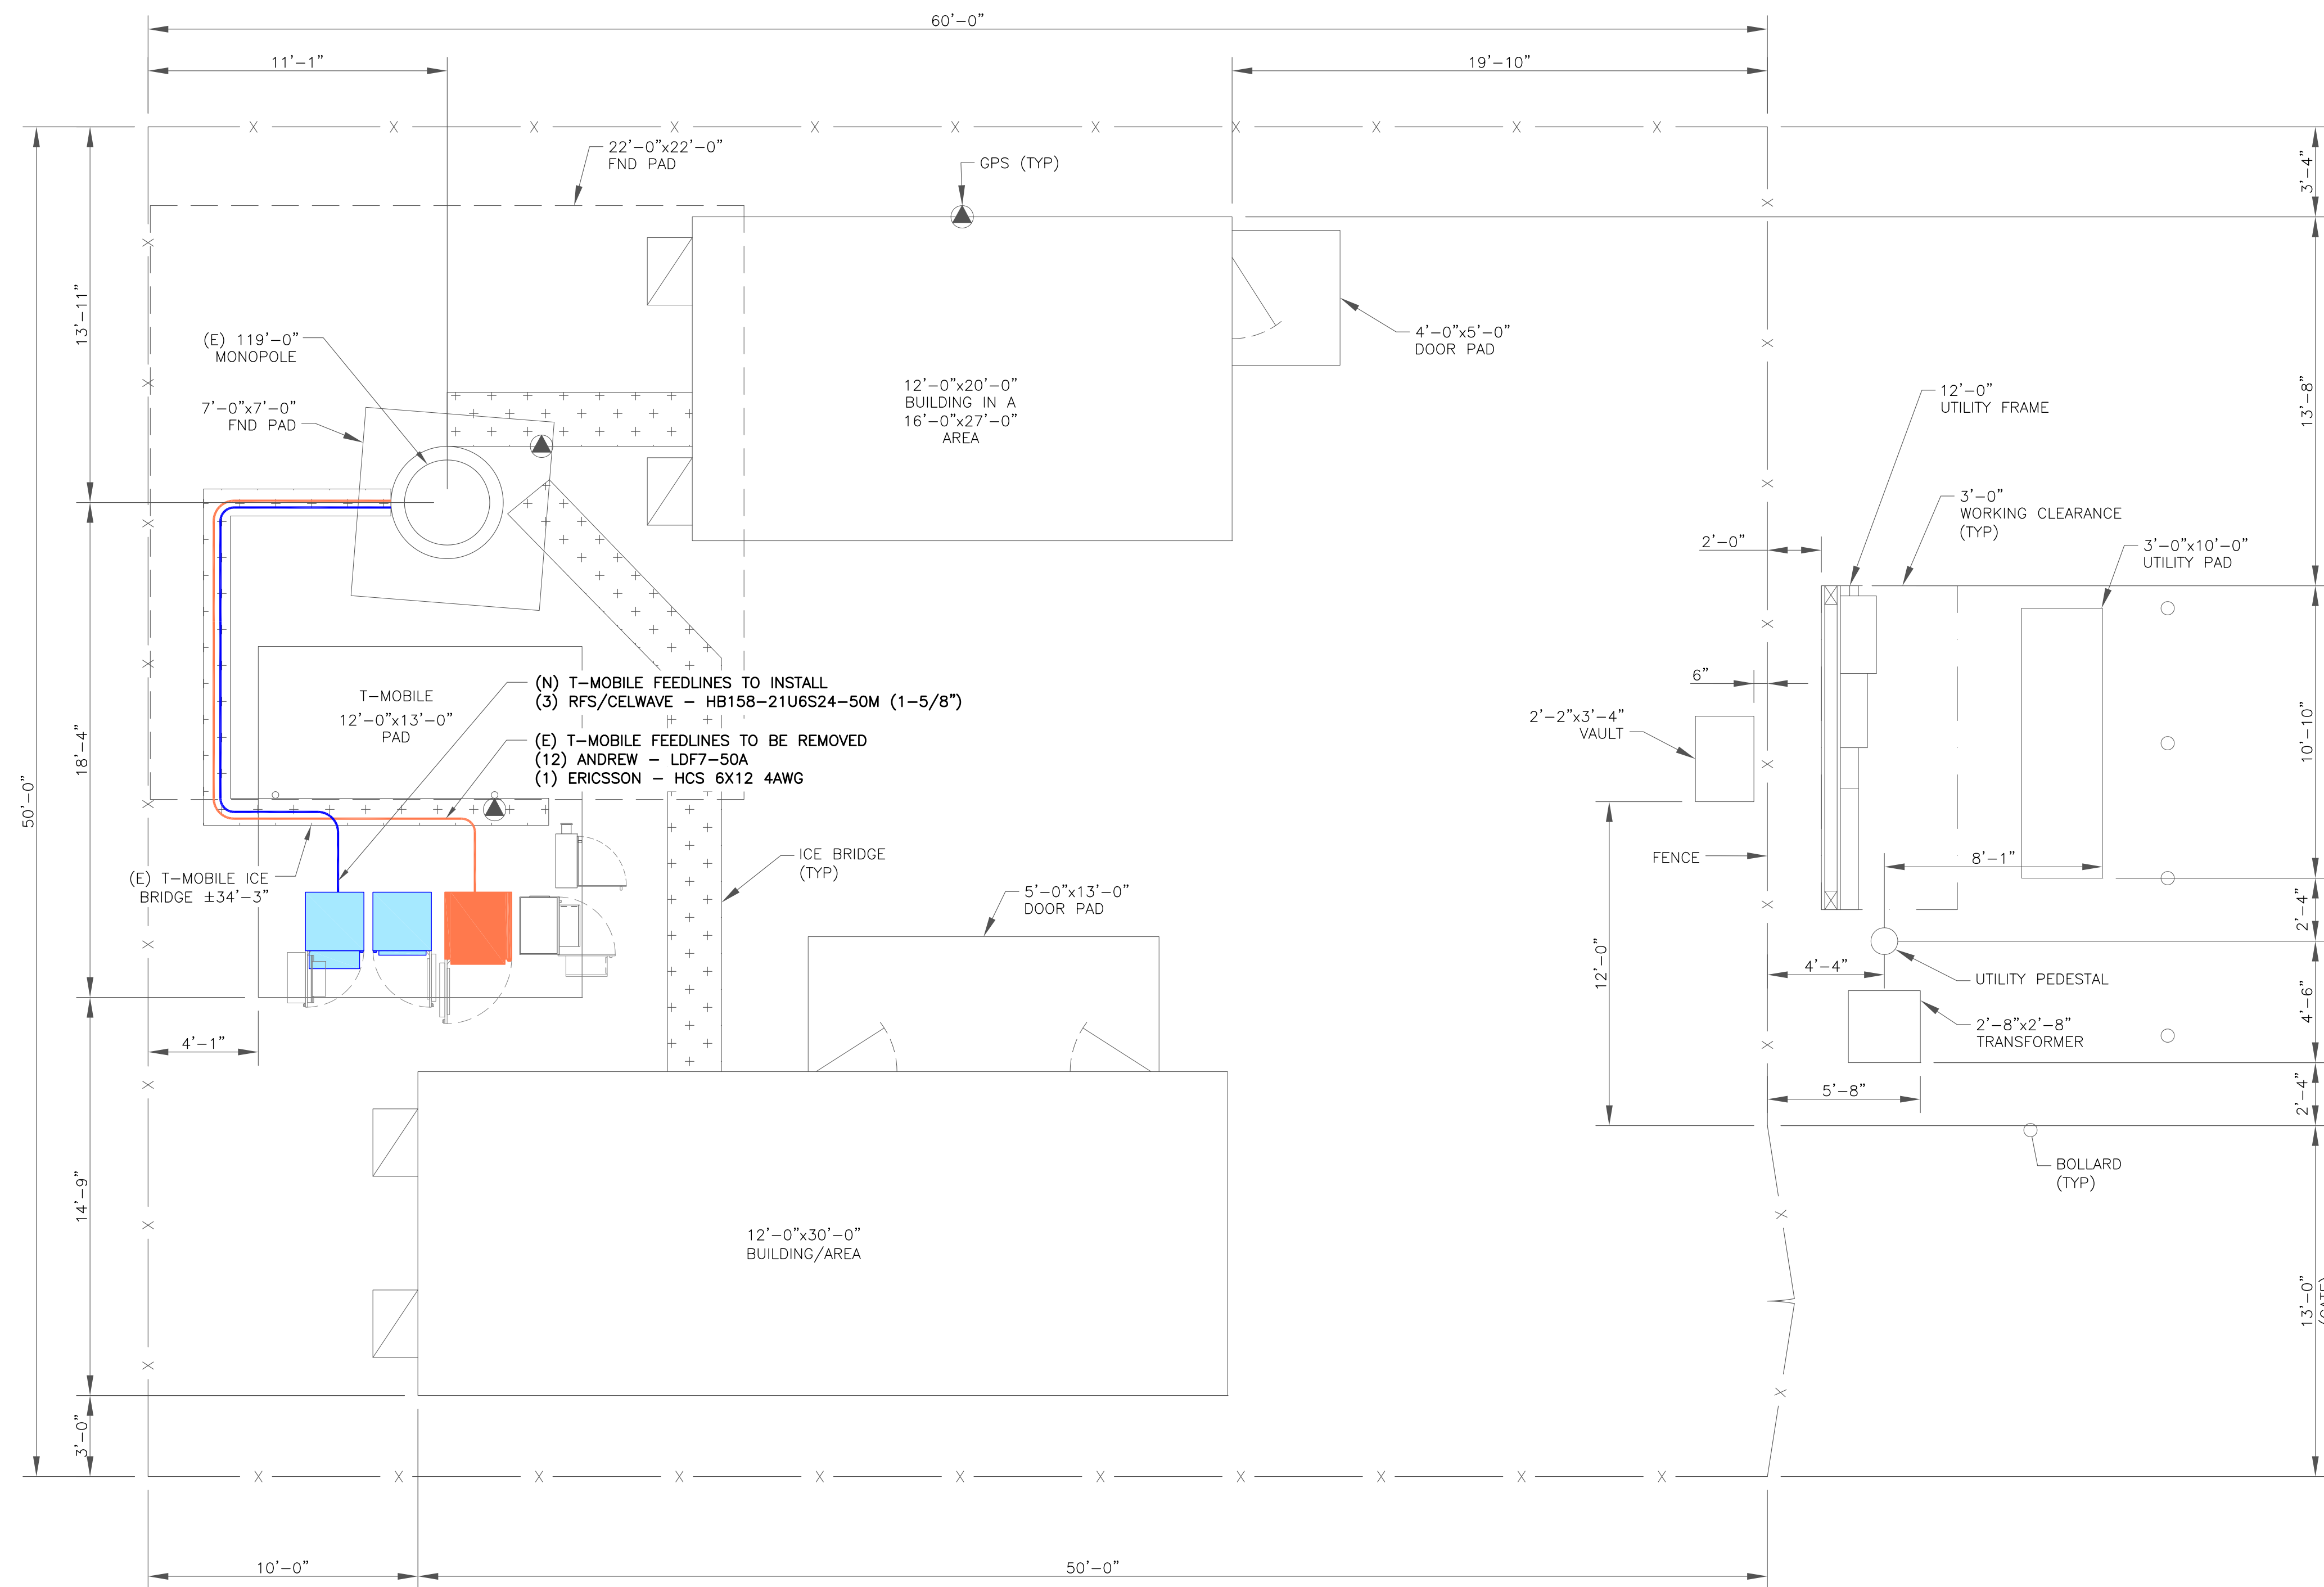 60'-0"
11'-1"
19'-10"
22'-0"x22'-0"
FND PAD
GPS (TYP)
3'-4"
13'-11"
(E) 119'-0"
MONOPOLE
7'-0"x7'-0"
FND PAD
12'-0"x20'-0"
BUILDING IN A
16'-0"x27'-0"
AREA
4'-0"x5'-0"
DOOR PAD
13'-8"
12'-0"
UTILITY FRAME
3'-0"
WORKING CLEARANCE
(TYP)
2'-0"
3'-0"x10'-0"
UTILITY PAD
T-MOBILE
12'-0"x13'-0"
PAD
(N) T-MOBILE FEEDLINES TO INSTALL
(3) RFS/CELWAVE - HB158-21U6S24-50M (1-5/8")
(E) T-MOBILE FEEDLINES TO BE REMOVED
(12) ANDREW - LDF7-50A
(1) ERICSSON - HCS 6X12 4AWG
6"
2'-2"x3'-4"
VAULT
10'-10"
18'-4"
50'-0"
(E) T-MOBILE ICE
BRIDGE ±34'-3"
ICE BRIDGE
(TYP)
5'-0"x13'-0"
DOOR PAD
FENCE
8'-1"
2'-4"
12'-0"
4'-4"
UTILITY PEDESTAL
4'-6"
2'-8"x2'-8"
TRANSFORMER
4'-1"
5'-8"
2'-4"
BOLLARD
(TYP)
14'-9"
12'-0"x30'-0"
BUILDING/AREA
13'-0"
(GATE)
3'-0"
10'-0"
50'-0"